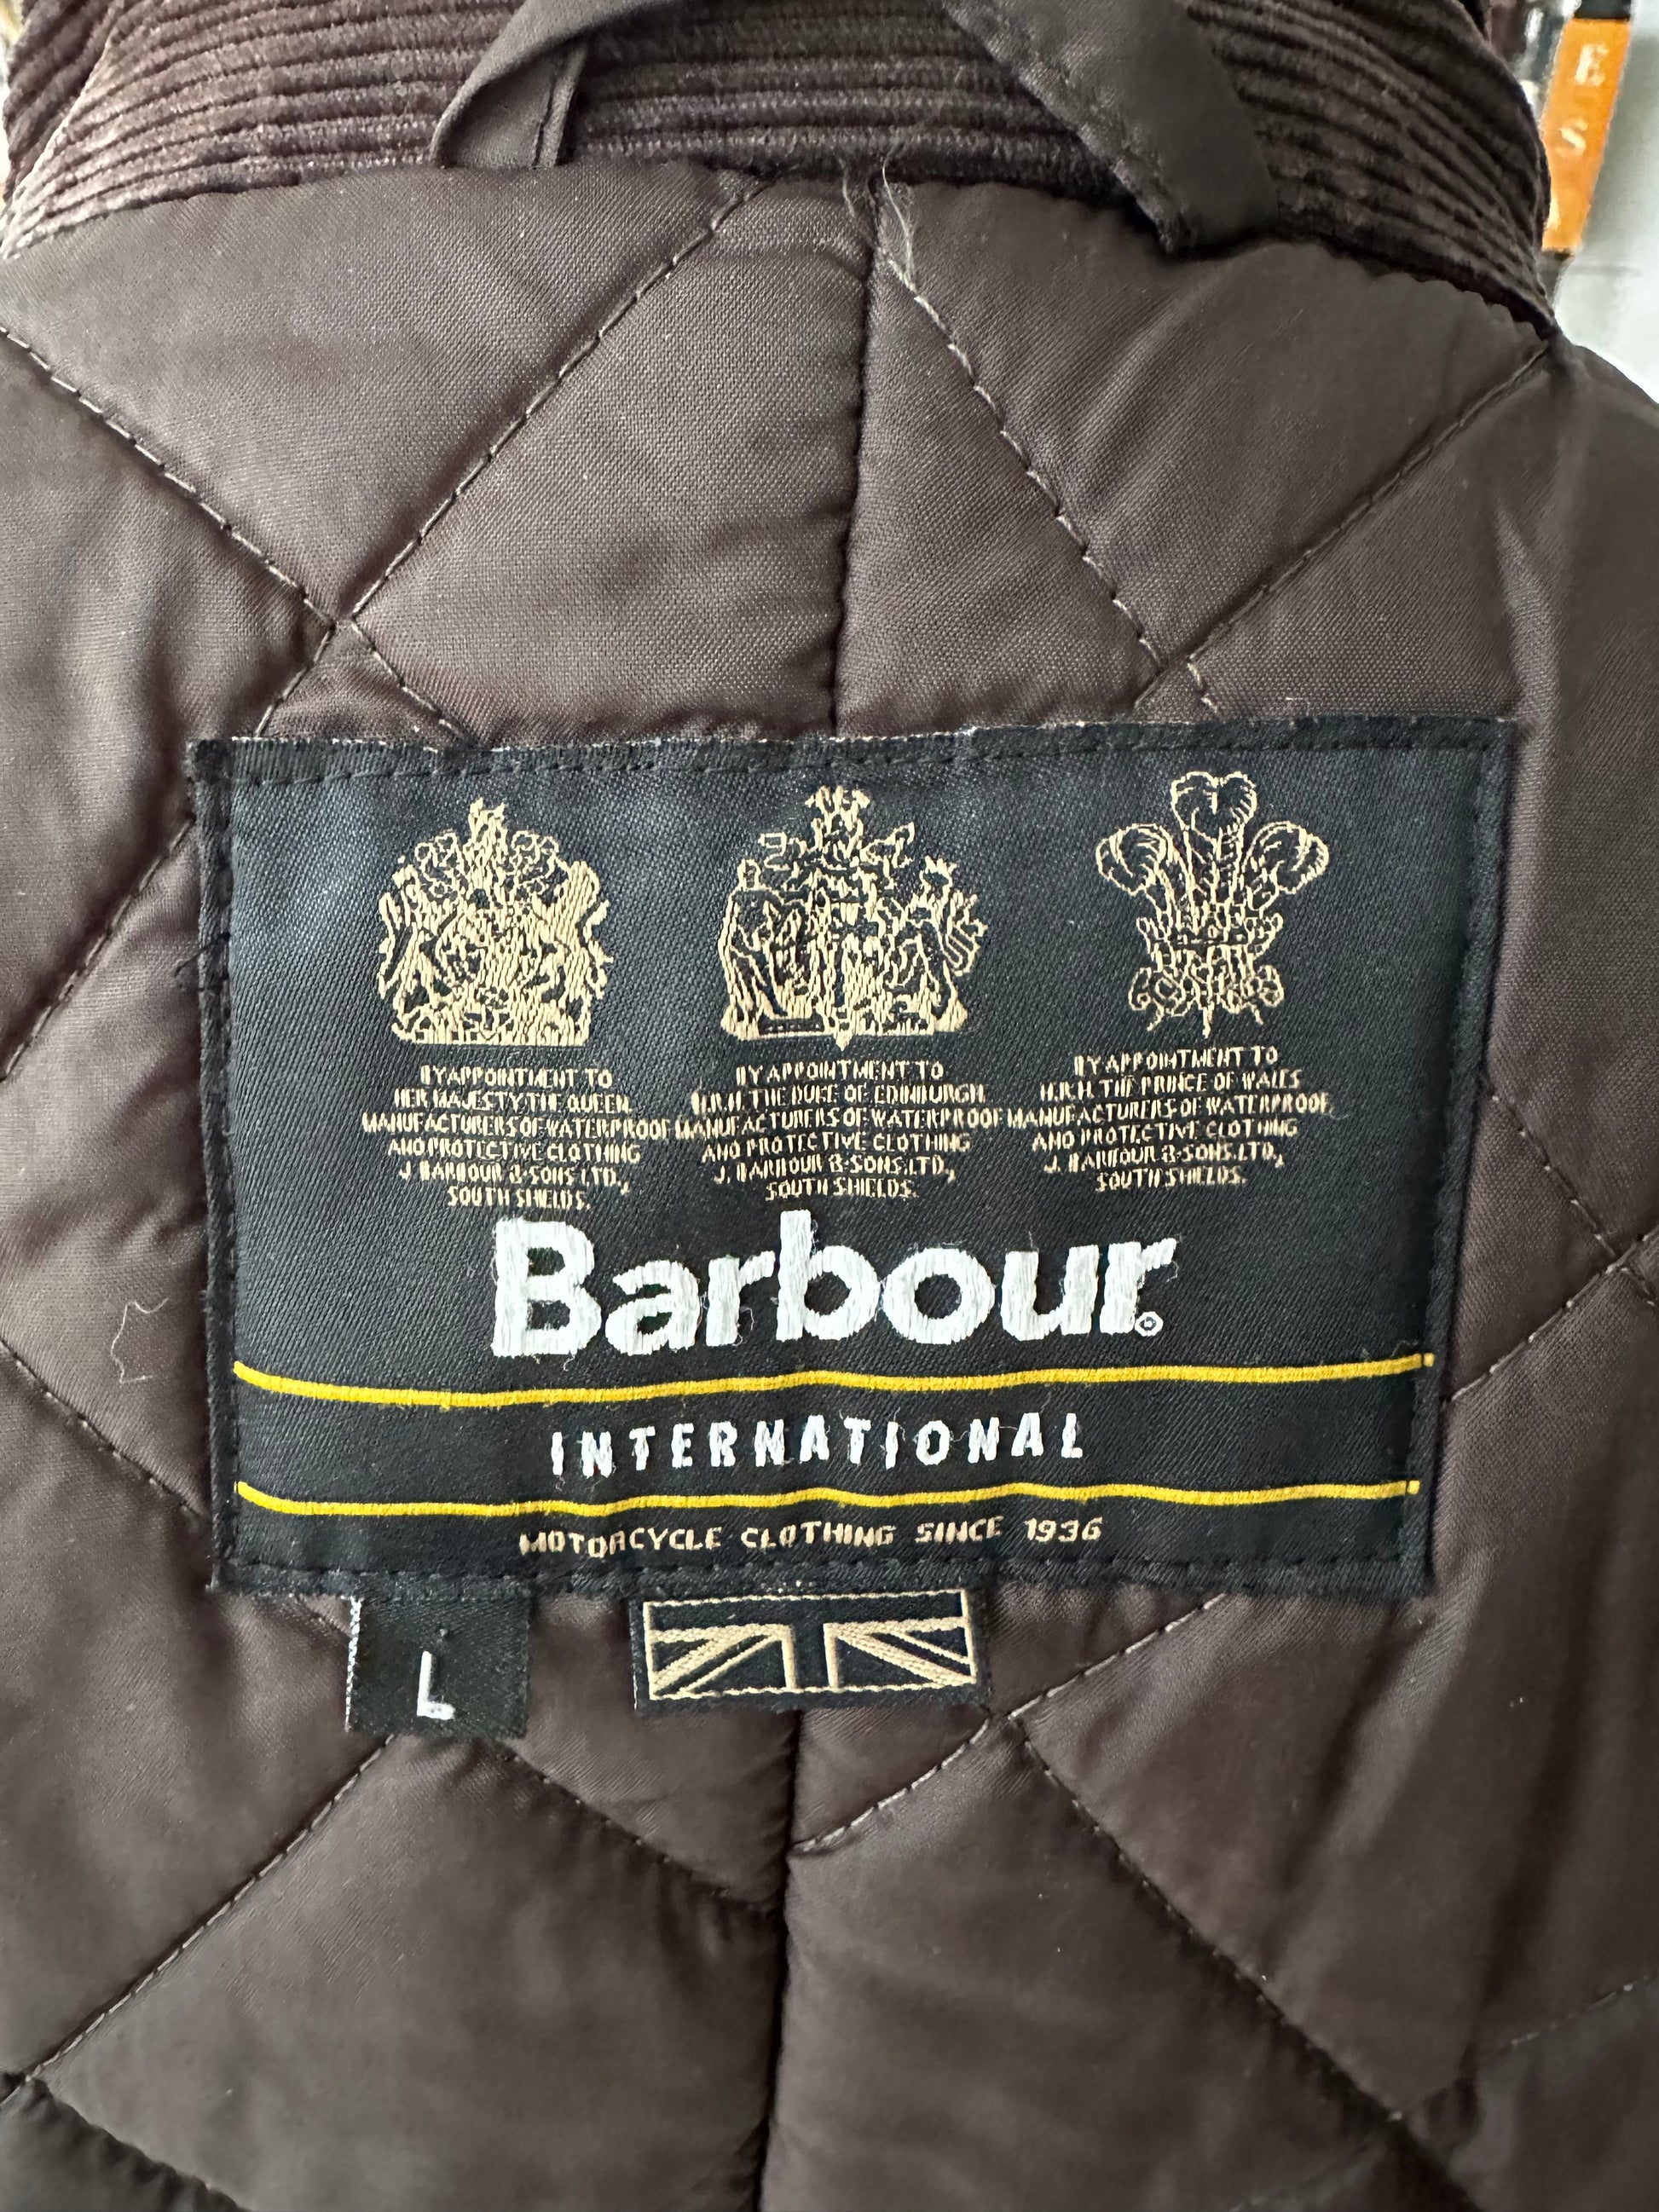 E
S
BY APPOINTMENT TO
HER MAJESTY THE QUEEN
MANUFACTURERS OF WATERPROOF
AND PROTECTIVE CLOTHING
J. BARBOUR & SONS LTD.,
SOUTH SHIELDS.
BY APPOINTMENT TO
H.R.H. THE DUKE OF EDINBURGH
MANUFACTURERS OF WATERPROOF
AND PROTECTIVE CLOTHING
J. BARBOUR & SONS LTD.,
SOUTH SHIELDS.
BY APPOINTMENT TO
H.R.H. THE PRINCE OF WALES
MANUFACTURERS OF WATERPROOF
AND PROTECTIVE CLOTHING
J. BARBOUR & SONS LTD.,
SOUTH SHIELDS.
Barbour®
INTERNATIONAL
MOTORCYCLE CLOTHING SINCE 1936
L